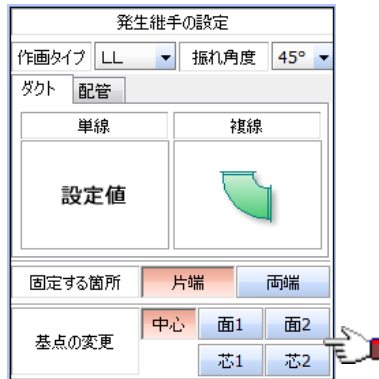 発生継手の設定
作画タイプ LL 振れ角度 45°
ダクト 配管
単線 複線
設定値
固定する箇所 片端 両端
基点の変更 中心 面1 面2
芯1 芯2